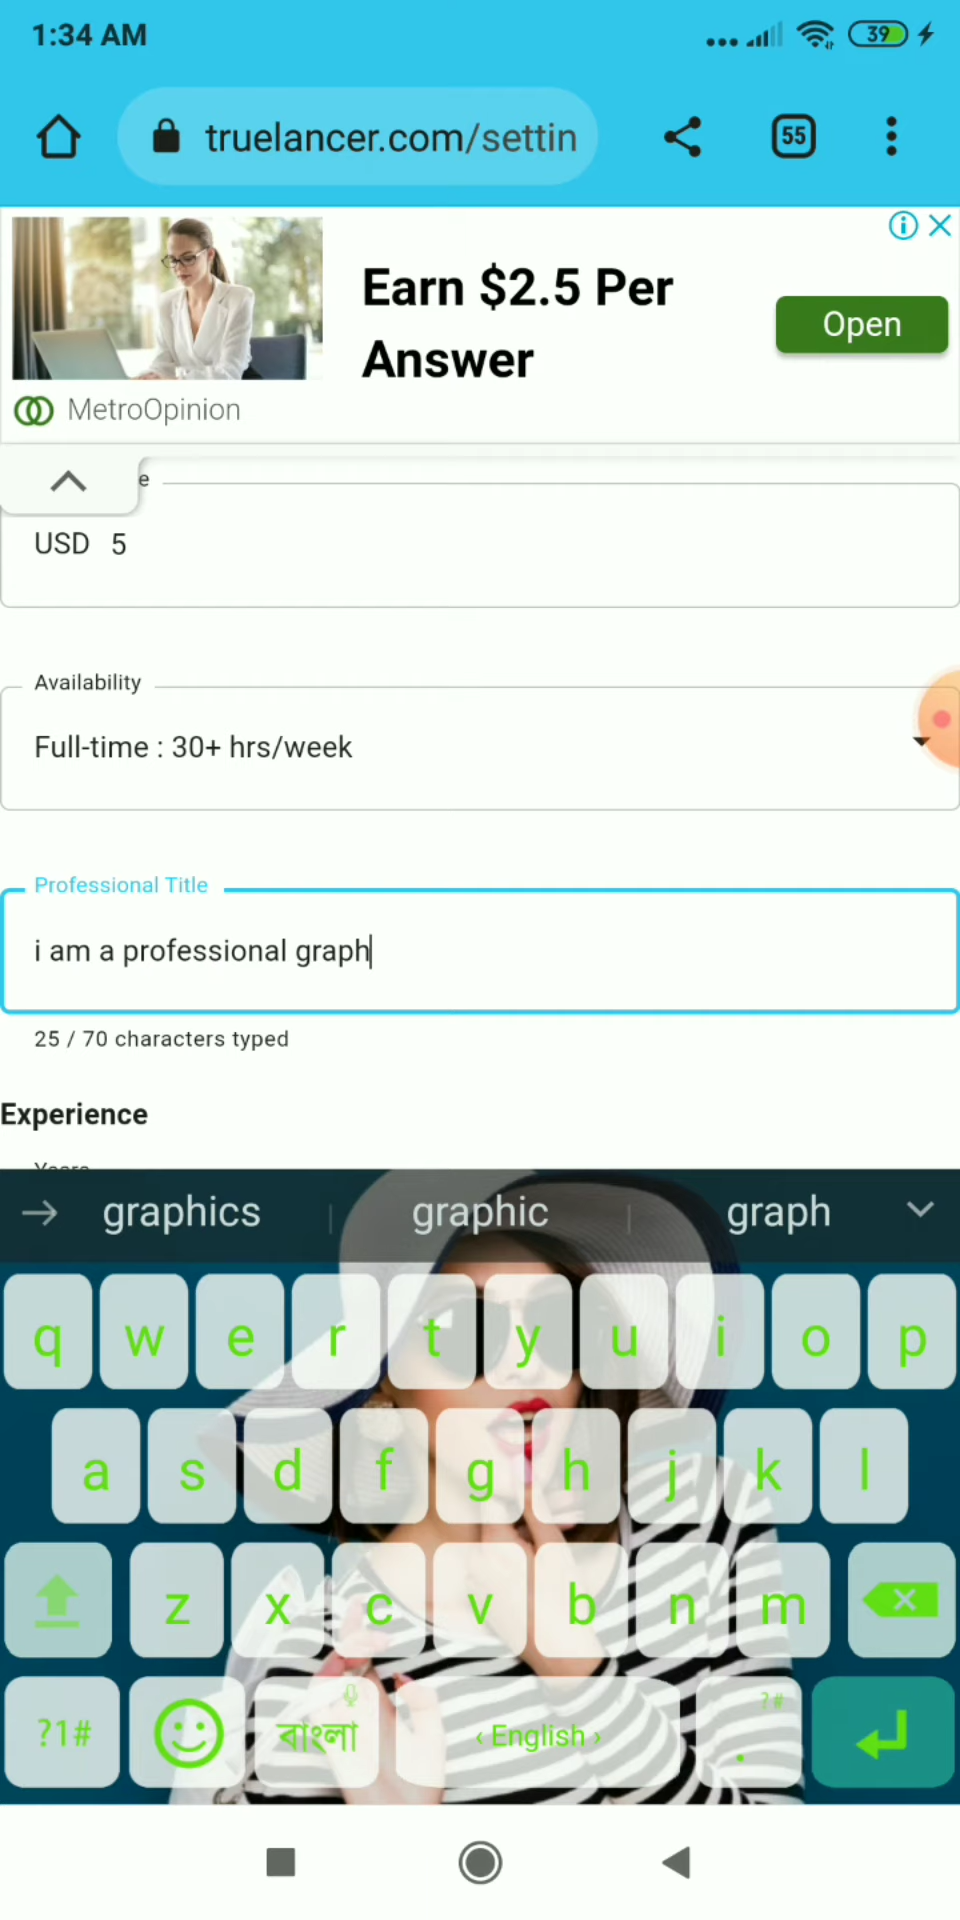 1:34 AM
39
truelancer.com/settin
55
Earn $2.5 Per
Answer
Open
MetroOpinion
e
USD 5
Availability
Full-time : 30+ hrs/week
Professional Title
i am a professional graph
25 / 70 characters typed
Experience
Years
graphics graphic graph
q w e r t y u i o p
a s d f g h j k l
z x c v b n m
?1# বাংলা ‹ English › ?# .